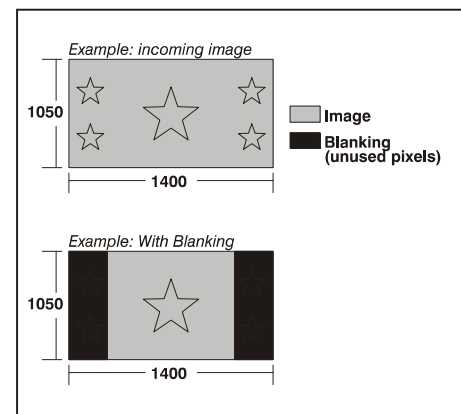 Example: incoming image
1050
1400
Image
Blanking
(unused pixels)
Example: With Blanking
1050
1400